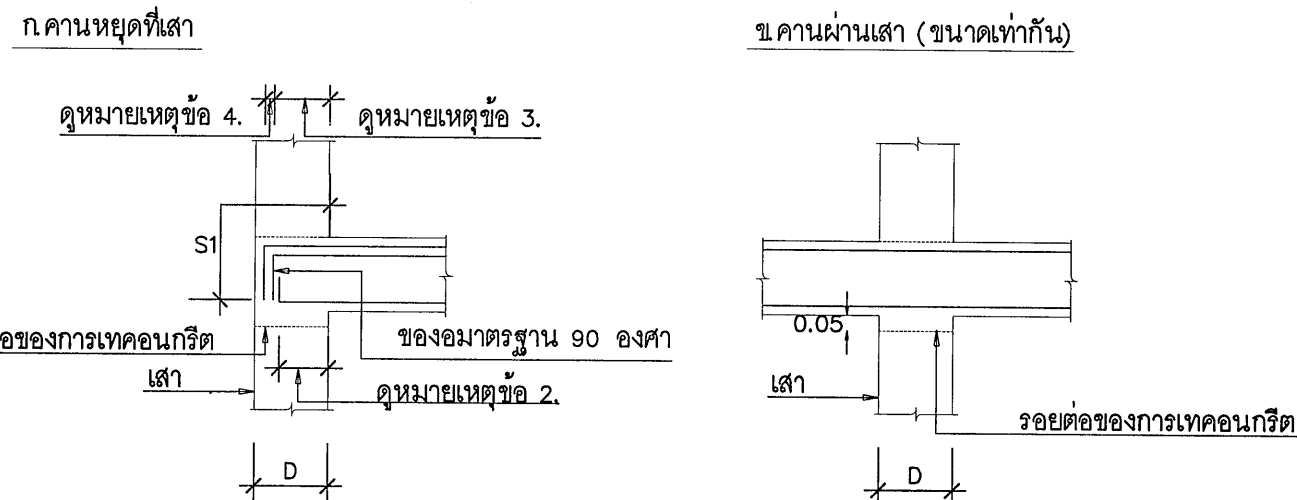 ก.คานหยุดที่เสา
ข.คานผ่านเสา (ขนาดเท่ากัน)
ดูหมายเหตุข้อ 4.
ดูหมายเหตุข้อ 3.
S1
0.05
ของการเทคอนกรีต
ของอมาตรฐาน 90 องศา
เสา
ดูหมายเหตุข้อ 2.
เสา
รอยต่อของการเทคอนกรีต
D
D